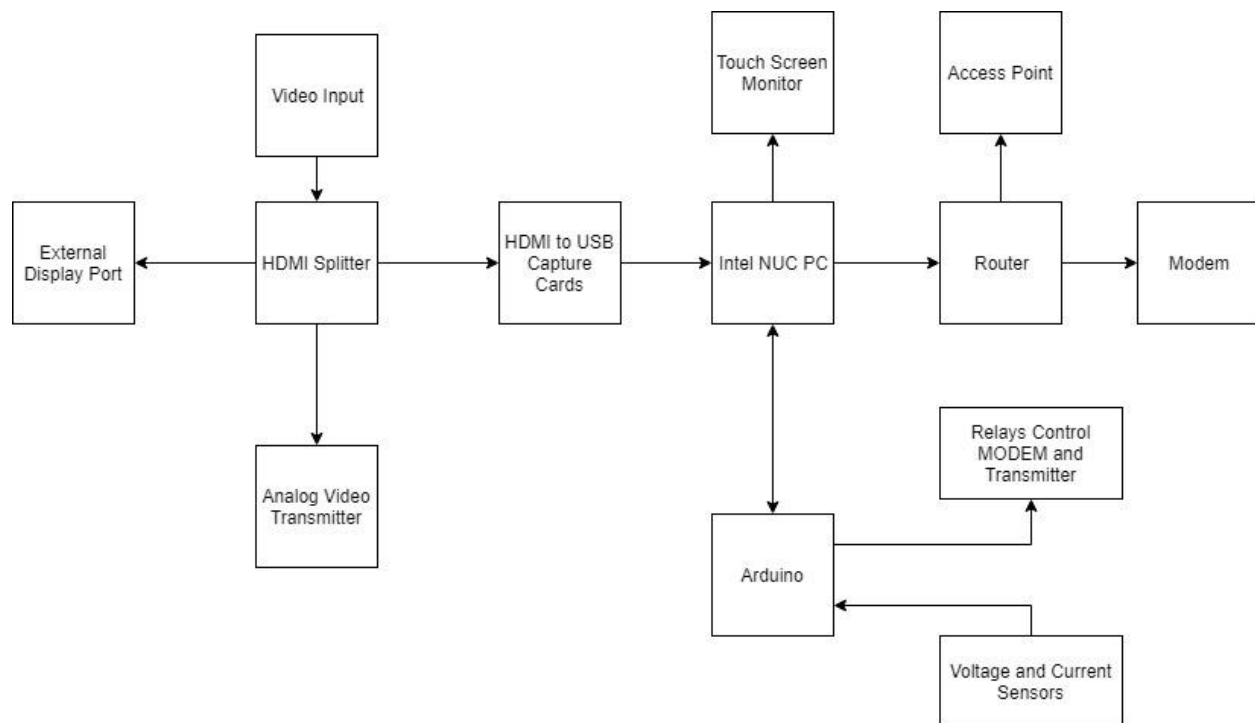 Video Input
Touch Screen
Monitor
Access Point
External
Display Port
HDMI Splitter
HDMI to USB
Capture
Cards
Intel NUC PC
Router
Modem
Analog Video
Transmitter
Relays Control
MODEM and
Transmitter
Arduino
Voltage and Current
Sensors